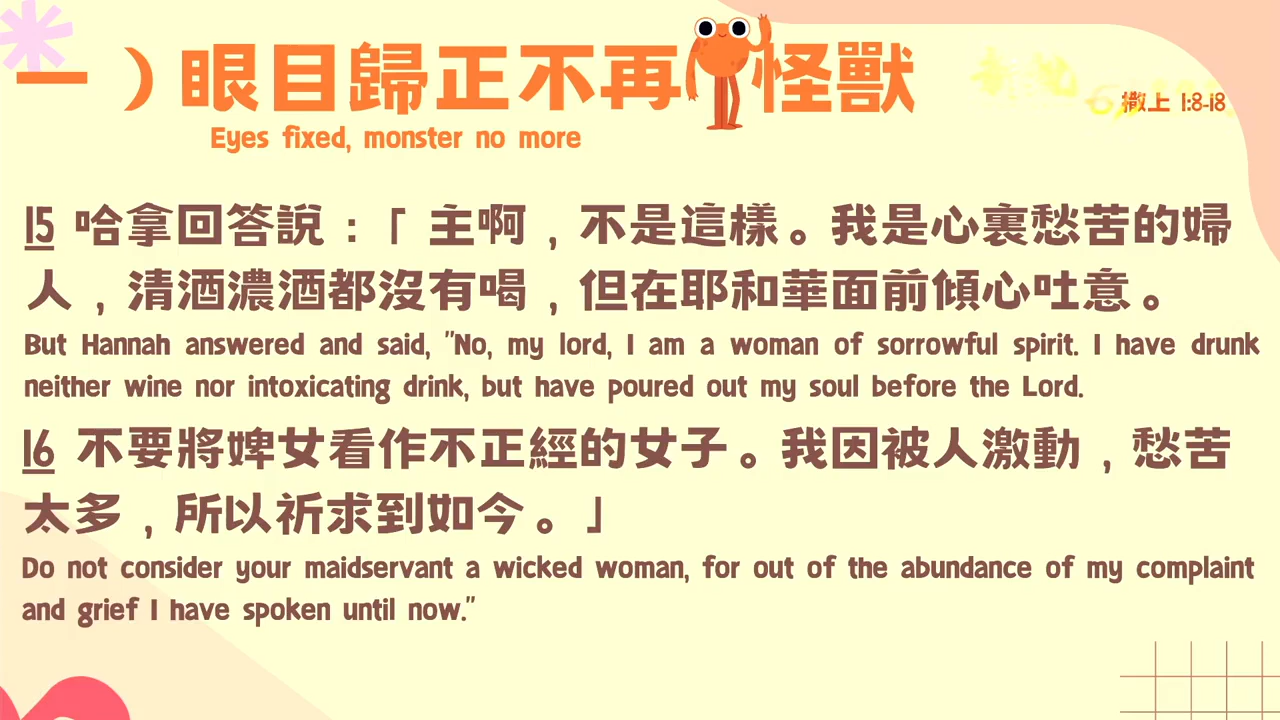 一）眼目歸正不再 怪獸
Eyes fixed, monster no more
撒上 1:8-18
15 哈拿回答說：「 主啊，不是這樣。我是心裏愁苦的婦
人，清酒濃酒都沒有喝，但在耶和華面前傾心吐意。
But Hannah answered and said, "No, my lord, I am a woman of sorrowful spirit. I have drunk
neither wine nor intoxicating drink, but have poured out my soul before the Lord.
16 不要將婢女看作不正經的女子。我因被人激動，愁苦
太多，所以祈求到如今。」
Do not consider your maidservant a wicked woman, for out of the abundance of my complaint
and grief I have spoken until now."